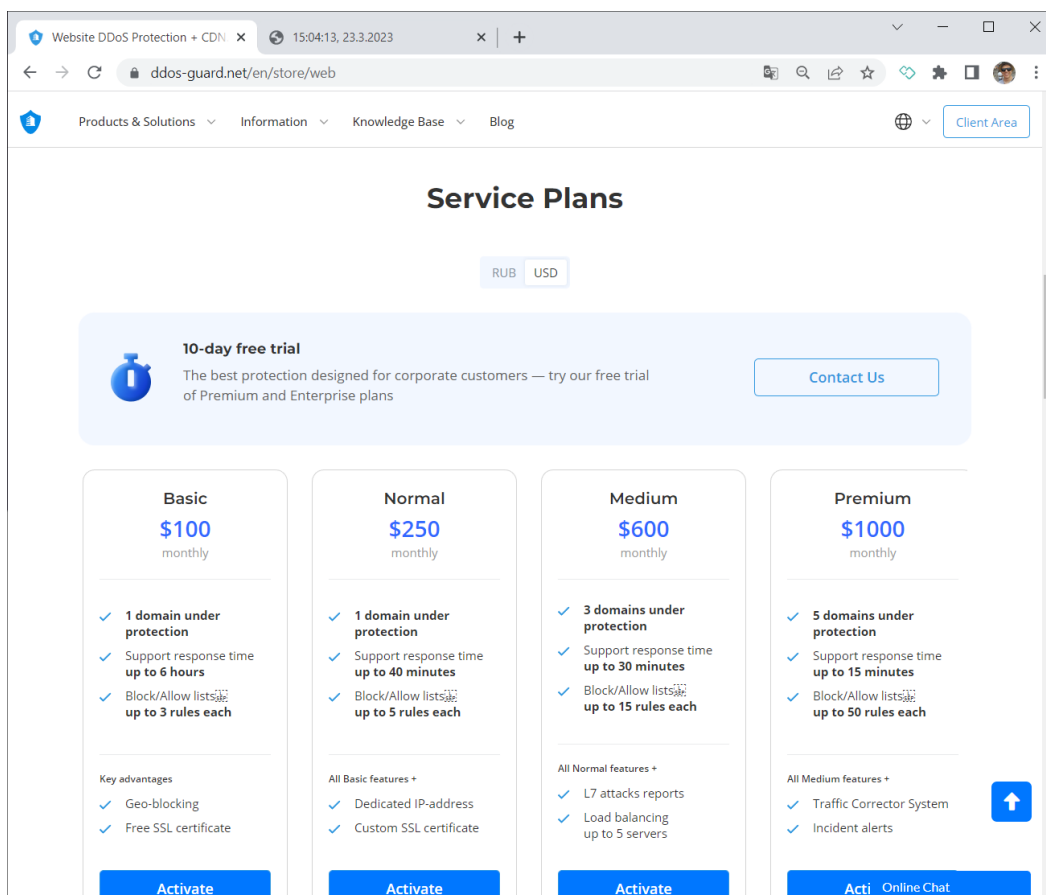 Website DDoS Protection + CDN
15:04:13, 23.3.2023
ddos-guard.net/en/store/web
Products & Solutions
Information
Knowledge Base
Blog
Client Area
Service Plans
RUB
USD
10-day free trial
The best protection designed for corporate customers — try our free trial
of Premium and Enterprise plans
Contact Us
Basic
$100
monthly
1 domain under
protection
Support response time
up to 6 hours
Block/Allow lists
up to 3 rules each
Key advantages
Geo-blocking
Free SSL certificate
Activate
Normal
$250
monthly
1 domain under
protection
Support response time
up to 40 minutes
Block/Allow lists
up to 5 rules each
All Basic features +
Dedicated IP-address
Custom SSL certificate
Activate
Medium
$600
monthly
3 domains under
protection
Support response time
up to 30 minutes
Block/Allow lists
up to 15 rules each
All Normal features +
L7 attacks reports
Load balancing
up to 5 servers
Activate
Premium
$1000
monthly
5 domains under
protection
Support response time
up to 15 minutes
Block/Allow lists
up to 50 rules each
All Medium features +
Traffic Corrector System
Incident alerts
Acti
Online Chat